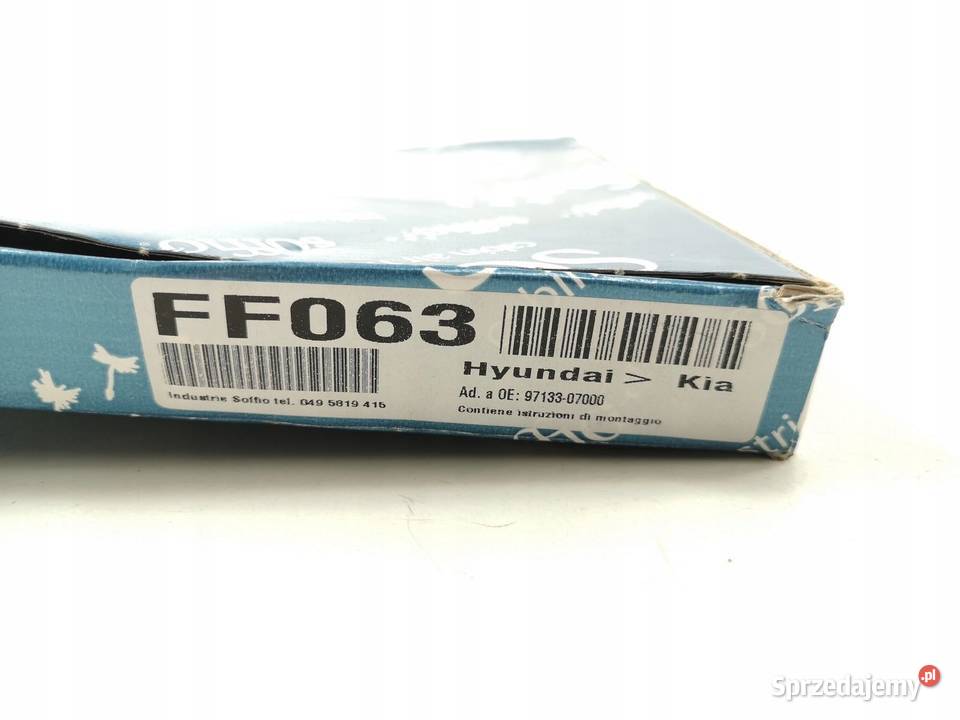 Soffio
FF063
Hyundai > Kia
Ad. a OE: 97133-07000
Contiene istruzioni di montaggio
Industrie Soffio tel. 049 5819 415
Sprzedajemy.pl